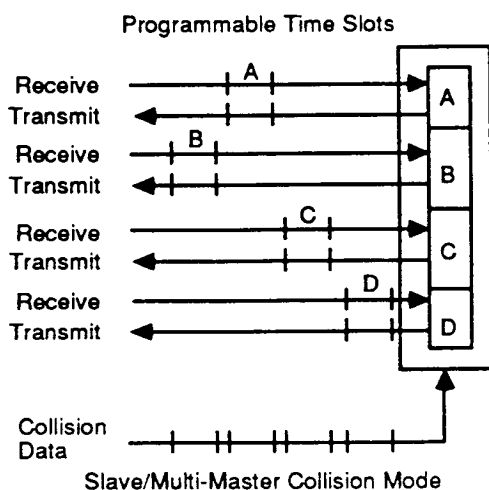 Programmable Time Slots
Receive A
A
Transmit
Receive B
B
Transmit
Receive C
C
Transmit
Receive D
D
Transmit
Collision
Data
Slave/Multi-Master Collision Mode